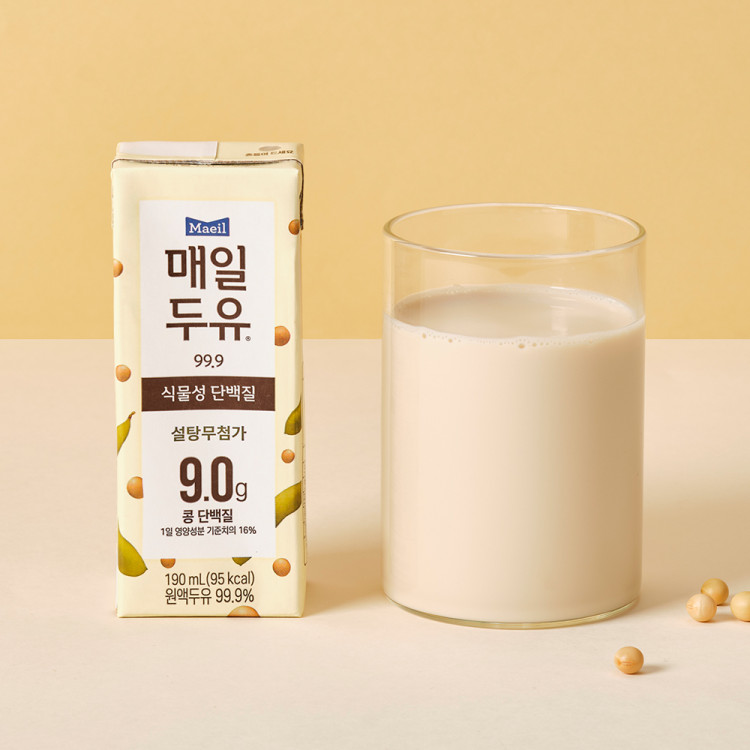 Maeil
매일
두유®
99.9
식물성 단백질
설탕무첨가
9.0g
콩 단백질
1일 영양성분 기준치의 16%
190 mL(95 kcal)
원액두유 99.9%